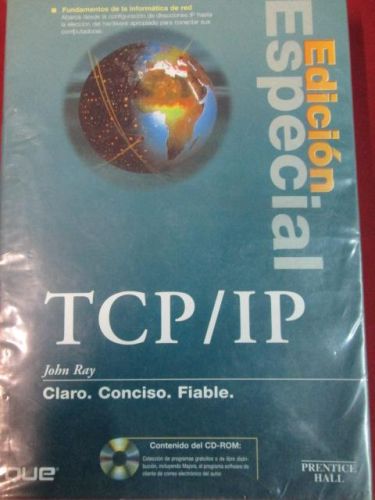 Fundamentos de la informática de red
Abarca desde la configuración de direcciones IP hasta
la elección del hardware apropiado para conectar sus
computadoras.
Edición
Especial
TCP/IP
John Ray
Claro. Conciso. Fiable.
Contenido del CD-ROM:
Colección de programas gratuitos o de libre distri-
bución, incluyendo Majora, el programa software de
cliente de correo electrónico del autor.
que
PRENTICE
HALL